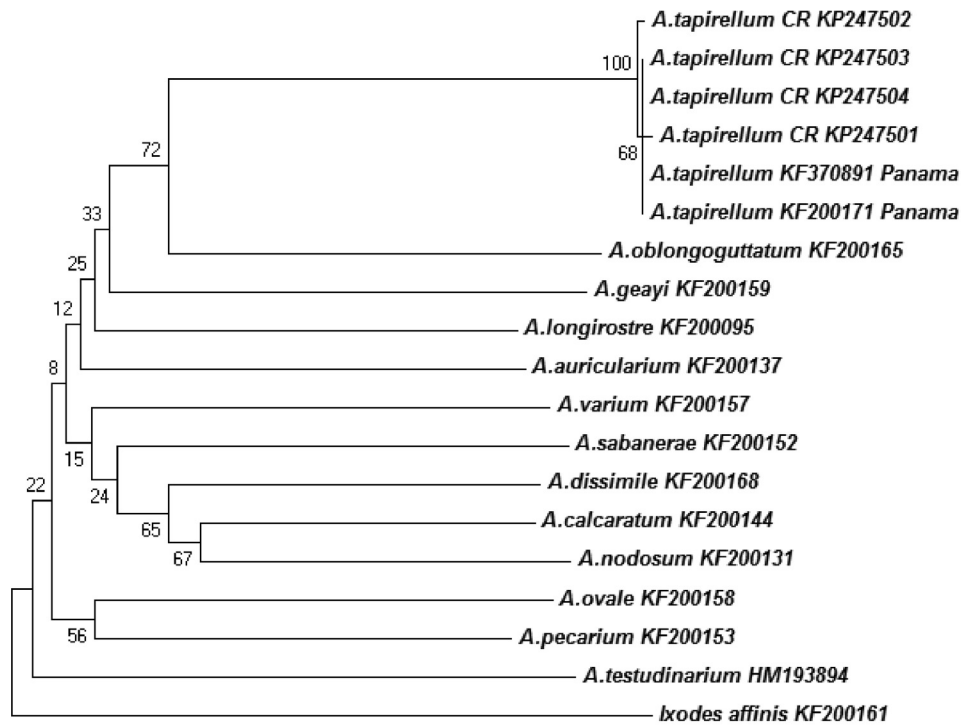 A.tapirellum CR KP247502
100
A.tapirellum CR KP247503
A.tapirellum CR KP247504
A.tapirellum CR KP247501
72
68
A.tapirellum KF370891 Panama
33
A.tapirellum KF200171 Panama
A.oblongoguttatum KF200165
25
A.geayi KF200159
12
A.longirostre KF200095
8
A.auricularium KF200137
A.varium KF200157
15
A.sabanerae KF200152
22
24
A.dissimile KF200168
65
A.calcaratum KF200144
67
A.nodosum KF200131
A.ovale KF200158
56
A.pecarium KF200153
A.testudinarium HM193894
Ixodes affinis KF200161